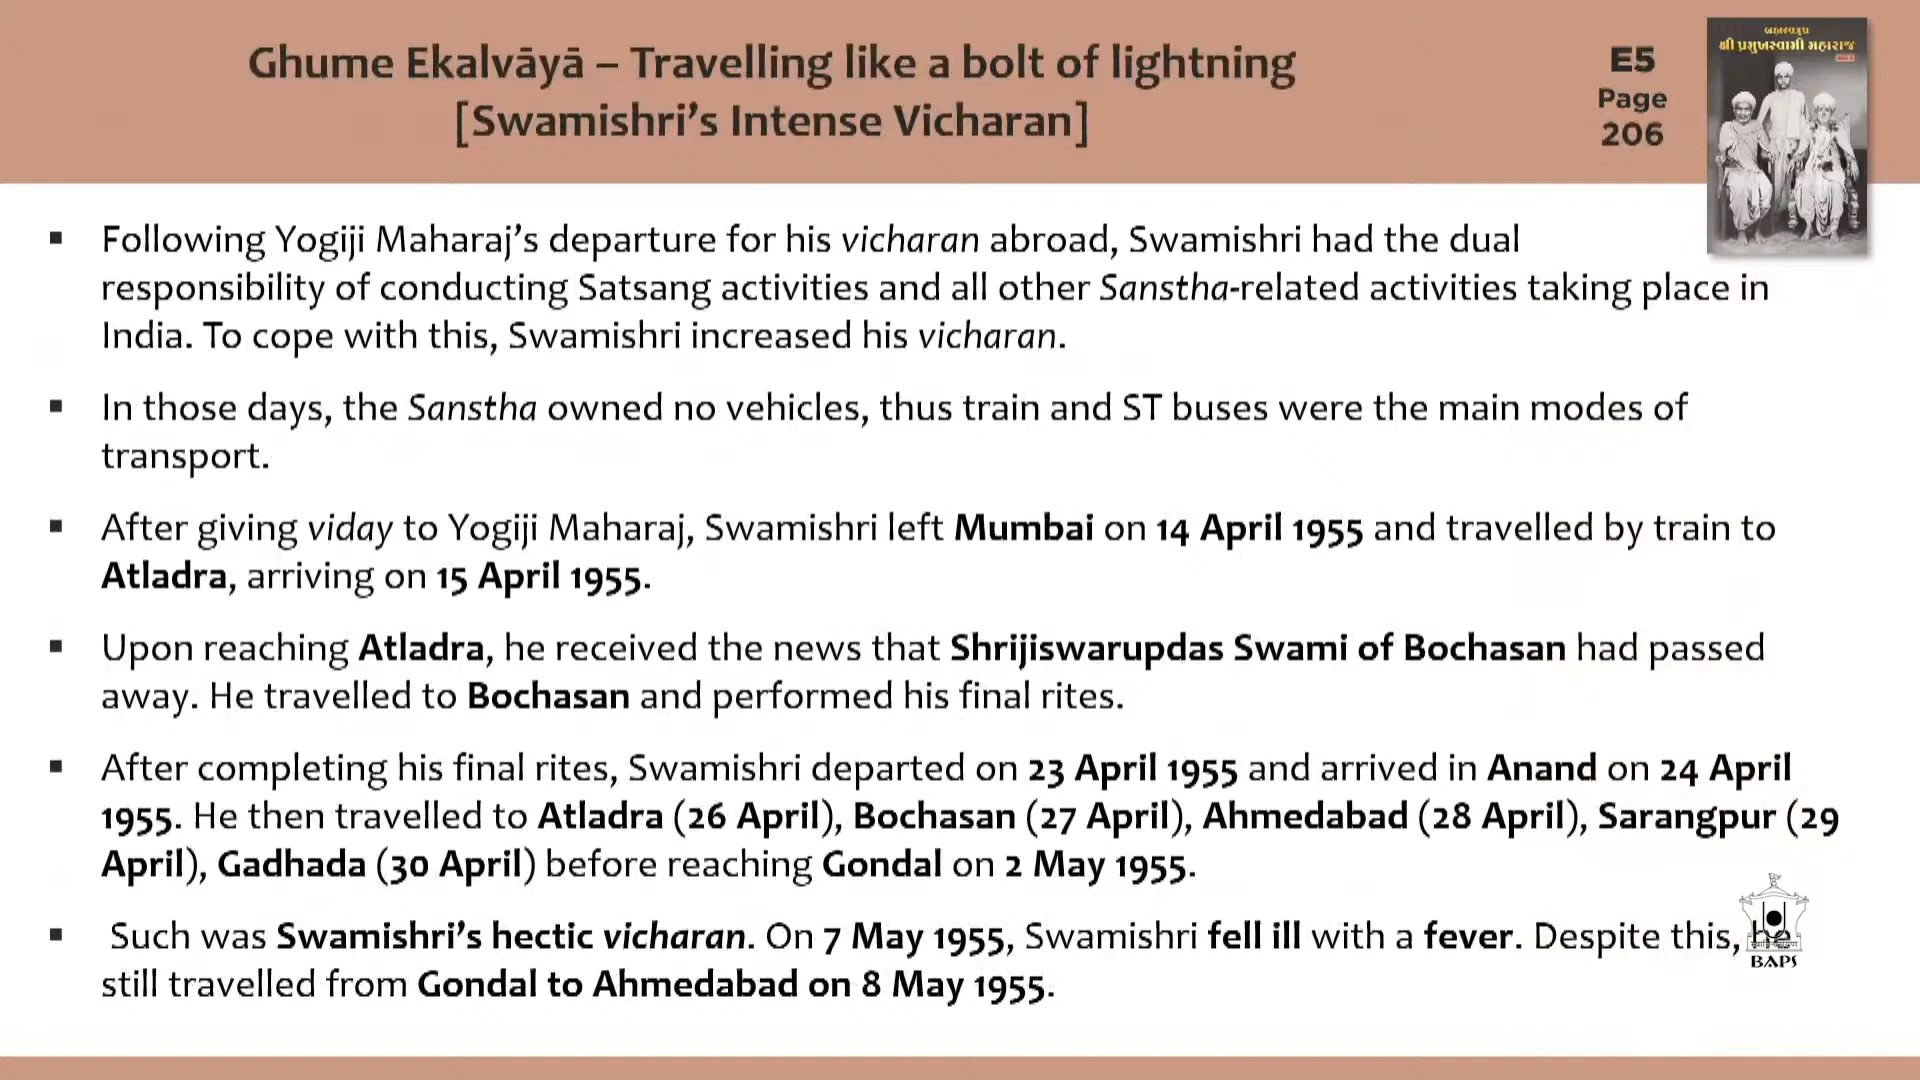 Ghume Ekalvāyā – Travelling like a bolt of lightning
[Swamishri's Intense Vicharan]
E5
Page
206
બ્રહ્મસ્વરૂપ
શ્રી પ્રમુખસ્વામી મહારાજ
▪ Following Yogiji Maharaj's departure for his vicharan abroad, Swamishri had the dual
responsibility of conducting Satsang activities and all other Sanstha-related activities taking place in
India. To cope with this, Swamishri increased his vicharan.
▪ In those days, the Sanstha owned no vehicles, thus train and ST buses were the main modes of
transport.
▪ After giving viday to Yogiji Maharaj, Swamishri left Mumbai on 14 April 1955 and travelled by train to
Atladra, arriving on 15 April 1955.
▪ Upon reaching Atladra, he received the news that Shrijiswarupdas Swami of Bochasan had passed
away. He travelled to Bochasan and performed his final rites.
▪ After completing his final rites, Swamishri departed on 23 April 1955 and arrived in Anand on 24 April
1955. He then travelled to Atladra (26 April), Bochasan (27 April), Ahmedabad (28 April), Sarangpur (29
April), Gadhada (30 April) before reaching Gondal on 2 May 1955.
▪ Such was Swamishri's hectic vicharan. On 7 May 1955, Swamishri fell ill with a fever. Despite this, he
still travelled from Gondal to Ahmedabad on 8 May 1955.
BAPS